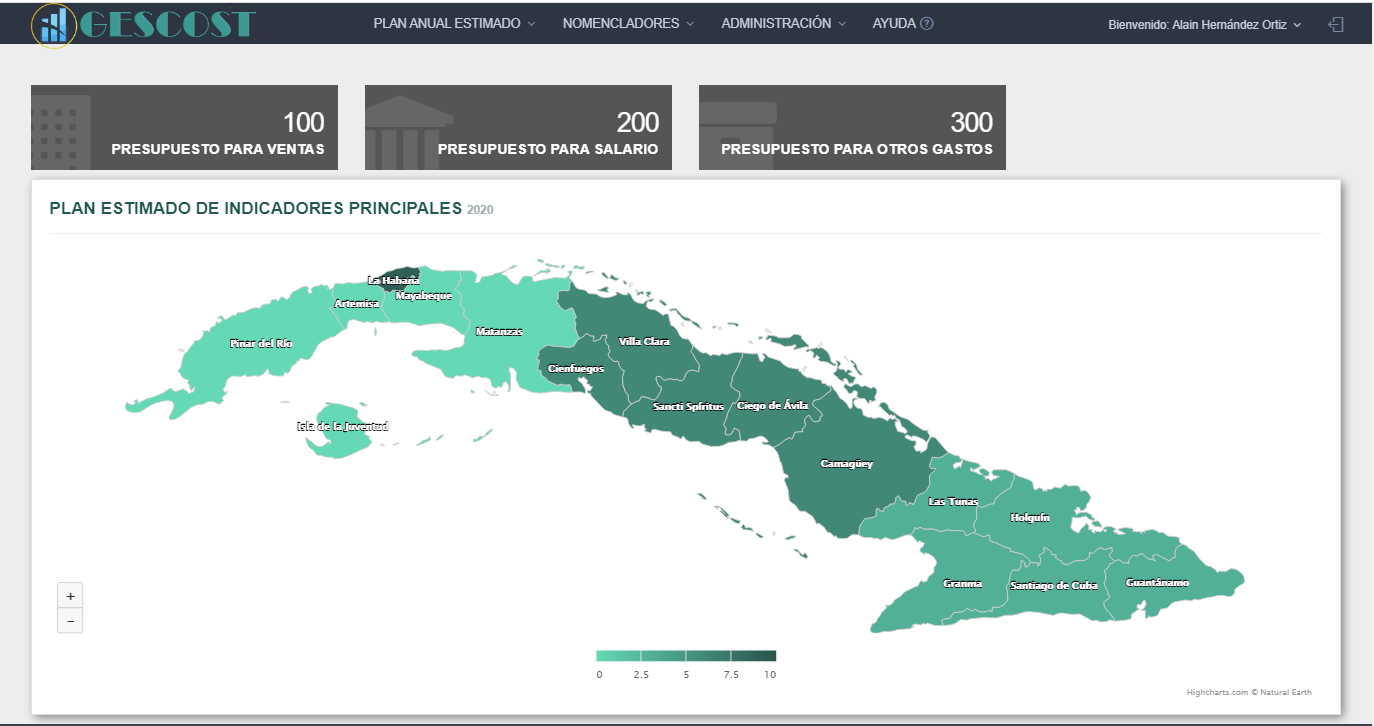 GESCOST
PLAN ANUAL ESTIMADO
NOMENCLADORES
ADMINISTRACIÓN
AYUDA ?
Bienvenido: Alain Hernández Ortiz
100
PRESUPUESTO PARA VENTAS
200
PRESUPUESTO PARA SALARIO
300
PRESUPUESTO PARA OTROS GASTOS
PLAN ESTIMADO DE INDICADORES PRINCIPALES 2020
La Habana
Mayabeque
Artemisa
Matanzas
Pinar del Río
Villa Clara
Cienfuegos
Sancti Spíritus
Ciego de Ávila
Isla de la Juventud
Camagüey
Las Tunas
Holguín
Granma
Santiago de Cuba
Guantánamo
+
−
0 2.5 5 7.5 10
Highcharts.com © Natural Earth